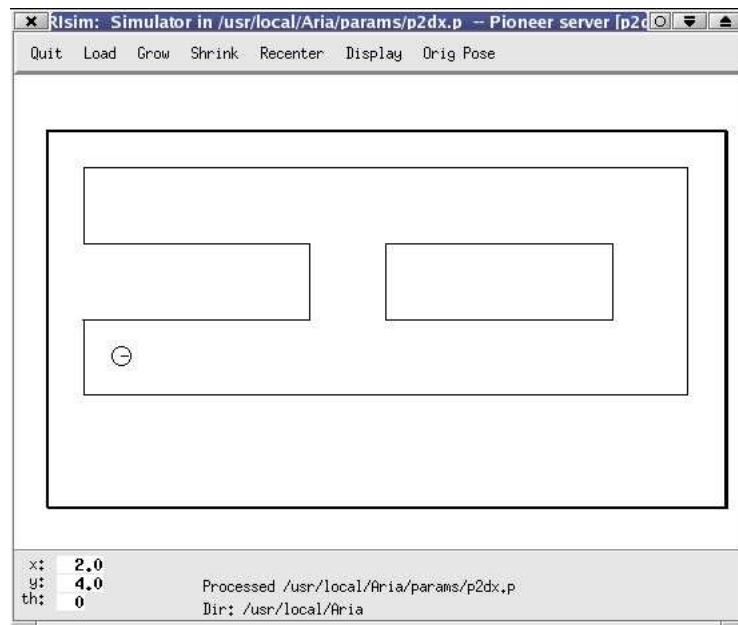 RIsim: Simulator in /usr/local/Aria/params/p2dx.p -- Pioneer server [p2d
Quit Load Grow Shrink Recenter Display Orig Pose
x: 2.0
y: 4.0
th: 0
Processed /usr/local/Aria/params/p2dx.p
Dir: /usr/local/Aria